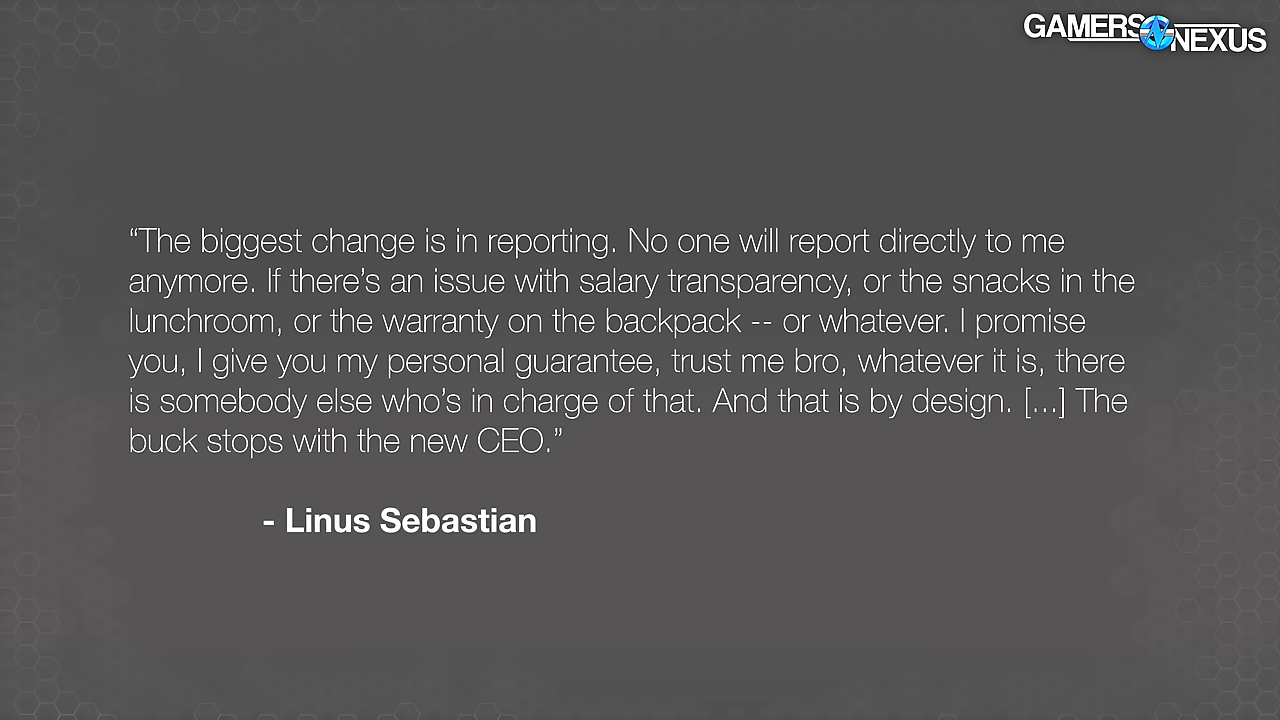 GAMERS NEXUS
“The biggest change is in reporting. No one will report directly to me
anymore. If there’s an issue with salary transparency, or the snacks in the
lunchroom, or the warranty on the backpack -- or whatever. I promise
you, I give you my personal guarantee, trust me bro, whatever it is, there
is somebody else who’s in charge of that. And that is by design. [...] The
buck stops with the new CEO.”
- Linus Sebastian